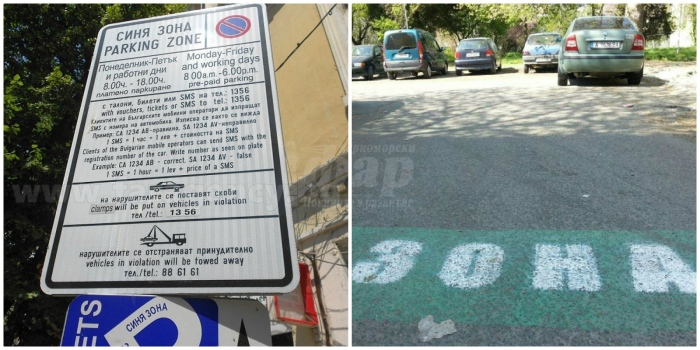 СИНЯ ЗОНА
PARKING ZONE
Понеделник-Петък Monday-Friday
и работни дни and working days
8.00ч. - 18.00ч. 8:00a.m.-6.00p.m.
платено паркиране pre-paid parking
с талони, билети или SMS на тел.: 1356
with vouchers, tickets or SMS to tel.: 1356
Клиентите на българските мобилни оператори да изпращат
SMS с номера на автомобила. Изписва се както се вижда
Пример: CA 1234 AB-правилно, SA 1234 AV-неправилно
1 SMS = 1 час = 1 лев + стойността на SMS
Clients of the Bulgarian mobile operators can send SMS with the
registration number of the car. Write number as seen on plate
Example: CA 1234 AB - correct, SA 1234 AV - false
1 SMS = 1 hour = 1 lev + price of a SMS
на нарушителите се поставят скоби
clamps will be put on vehicles in violation
тел./tel.: 13 56
нарушителите се отстраняват принудително
vehicles in violation will be towed away
тел./tel.: 88 61 61
ETS
P
СИНЯ ЗОНА
ЗОНА